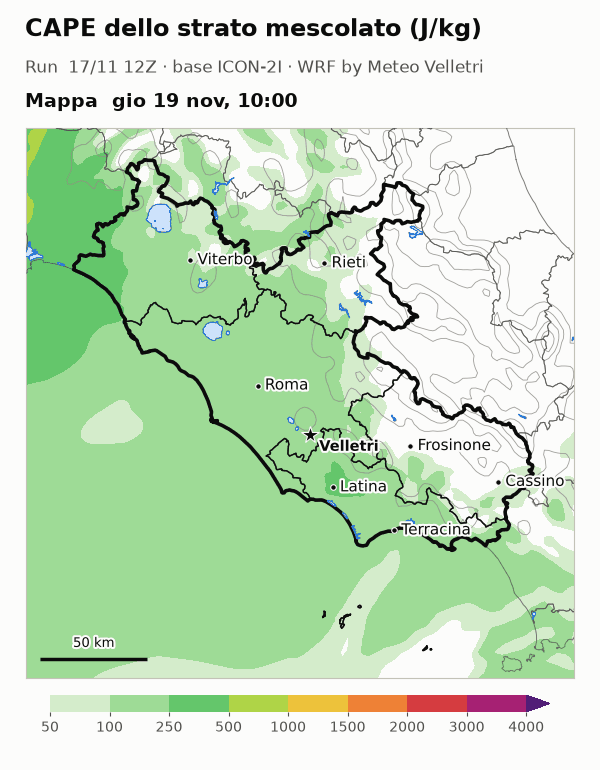 CAPE dello strato mescolato (J/kg)
Run  17/11 12Z · base ICON-2I · WRF by Meteo Velletri
Mappa  gio 19 nov, 10:00
Viterbo
Rieti
Roma
Velletri
Frosinone
Cassino
Latina
Terracina
50 km
50 100 250 500 1000 1500 2000 3000 4000